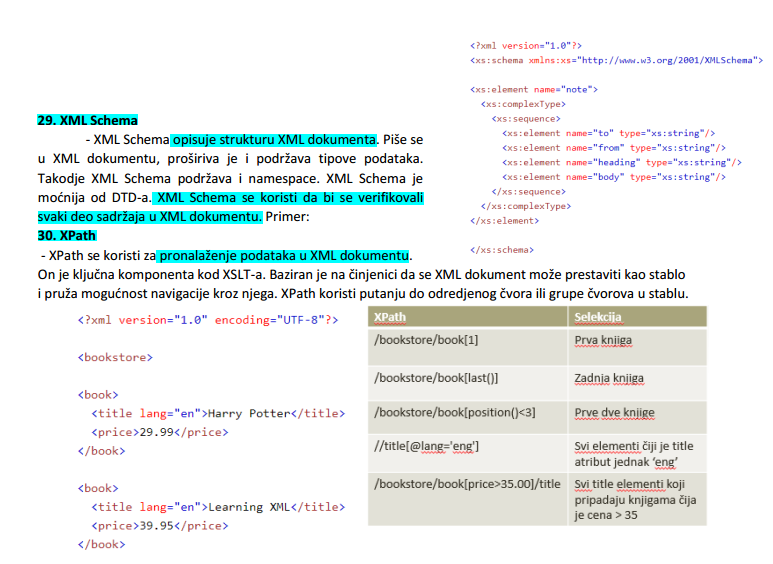 <?xml version="1.0"?>
<xs:schema xmlns:xs="http://www.w3.org/2001/XMLSchema">
<xs:element name="note">
<xs:complexType>
<xs:sequence>
<xs:element name="to" type="xs:string"/>
<xs:element name="from" type="xs:string"/>
<xs:element name="heading" type="xs:string"/>
<xs:element name="body" type="xs:string"/>
</xs:sequence>
</xs:complexType>
</xs:element>
</xs:schema>
29. XML Schema
- XML Schema opisuje strukturu XML dokumenta. Piše se
u XML dokumentu, proširiva je i podržava tipove podataka.
Takodje XML Schema podržava i namespace. XML Schema je
moćnija od DTD-a. XML Schema se koristi da bi se verifikovali
svaki deo sadržaja u XML dokumentu. Primer:
30. XPath
- XPath se koristi za pronalaženje podataka u XML dokumentu.
On je ključna komponenta kod XSLT-a. Baziran je na činjenici da se XML dokument može prestaviti kao stablo
i pruža mogućnost navigacije kroz njega. XPath koristi putanju do odredjenog čvora ili grupe čvorova u stablu.
<?xml version="1.0" encoding="UTF-8"?>
<bookstore>
<book>
<title lang="en">Harry Potter</title>
<price>29.99</price>
</book>
<book>
<title lang="en">Learning XML</title>
<price>39.95</price>
</book>
XPath Selekcija
/bookstore/book[1] Prva knjiga
/bookstore/book[last()] Zadnja knjiga
/bookstore/book[position()<3] Prve dve knjige
//title[@lang='eng'] Svi elementi čiji je title
atribut jednak ‘eng’
/bookstore/book[price>35.00]/title Svi title elementi koji
pripadaju knjigama čija
je cena > 35